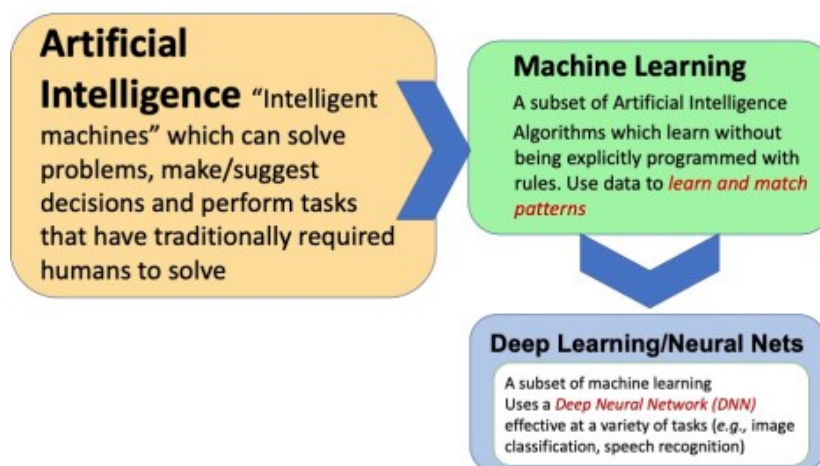 Artificial
Intelligence “Intelligent
machines” which can solve
problems, make/suggest
decisions and perform tasks
that have traditionally required
humans to solve
Machine Learning
A subset of Artificial Intelligence
Algorithms which learn without
being explicitly programmed with
rules. Use data to learn and match
patterns
Deep Learning/Neural Nets
A subset of machine learning
Uses a Deep Neural Network (DNN)
effective at a variety of tasks (e.g., image
classification, speech recognition)